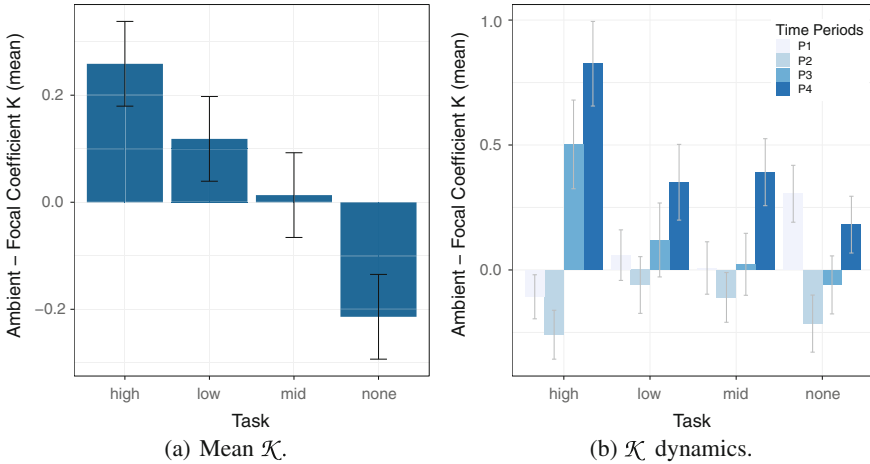 Ambient – Focal Coefficient K (mean)
0.2
0.0
−0.2
high low mid none
Task
(a) Mean 𝒦.
Ambient – Focal Coefficient K (mean)
1.0
0.5
0.0
Time Periods
P1
P2
P3
P4
high low mid none
Task
(b) 𝒦 dynamics.